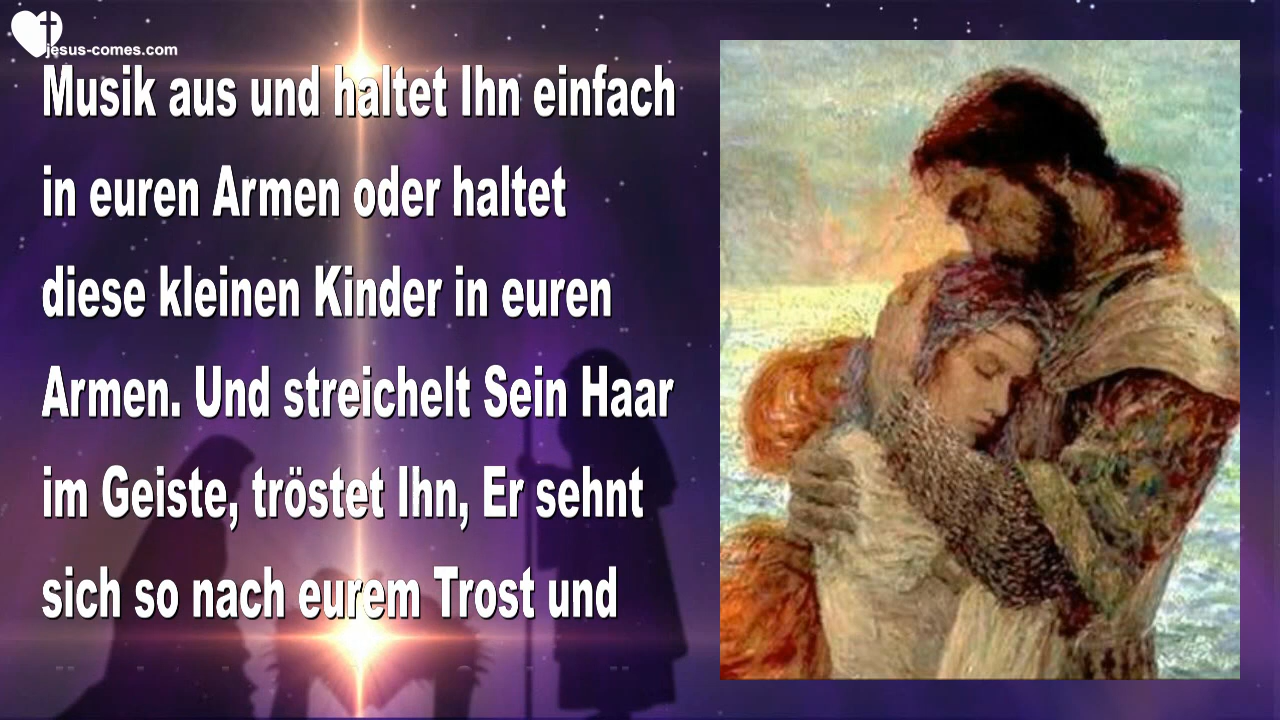 jesus-comes.com
Musik aus und haltet Ihn einfach
in euren Armen oder haltet
diese kleinen Kinder in euren
Armen. Und streichelt Sein Haar
im Geiste, tröstet Ihn, Er sehnt
sich so nach eurem Trost und